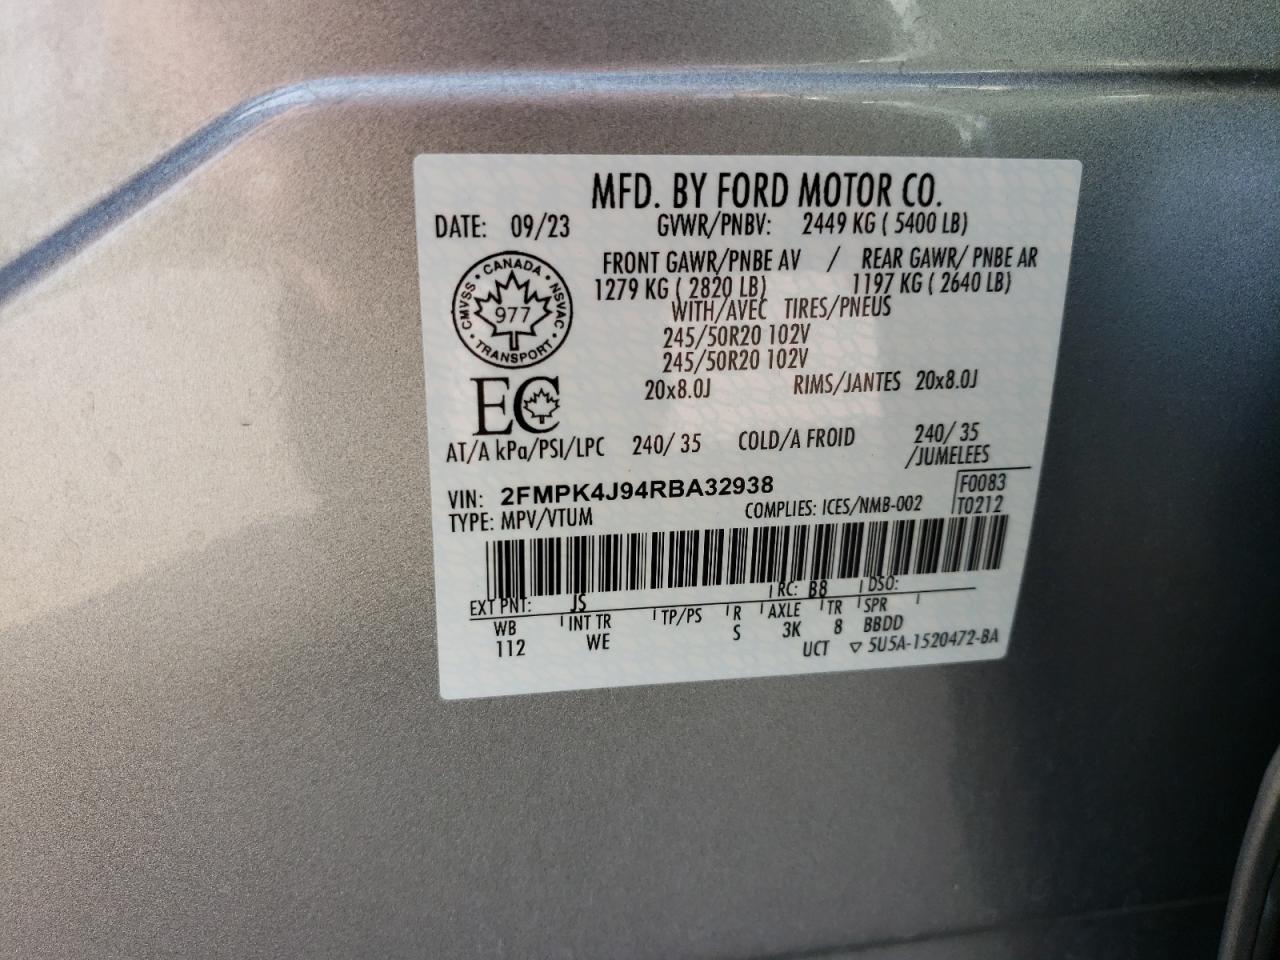 MFD. BY FORD MOTOR CO.
DATE: 09/23 GVWR/PNBV: 2449 KG ( 5400 LB)
FRONT GAWR/PNBE AV / REAR GAWR/ PNBE AR
1279 KG ( 2820 LB) 1197 KG ( 2640 LB)
WITH/AVEC TIRES/PNEUS
245/50R20 102V
245/50R20 102V
20x8.0J RIMS/JANTES 20x8.0J
CANADA • NSVAC • TRANSPORT • CMVSS •
977
EC
AT/A kPa/PSI/LPC 240/ 35 COLD/A FROID 240/ 35
/JUMELEES
VIN: 2FMPK4J94RBA32938 F0083
TYPE: MPV/VTUM COMPLIES: ICES/NMB-002 T0212
EXT PNT: JS RC: B8 DSO:
WB INT TR TP/PS R AXLE TR SPR
112 WE S 3K 8 BBDD
UCT ▽ 5U5A-1520472-BA